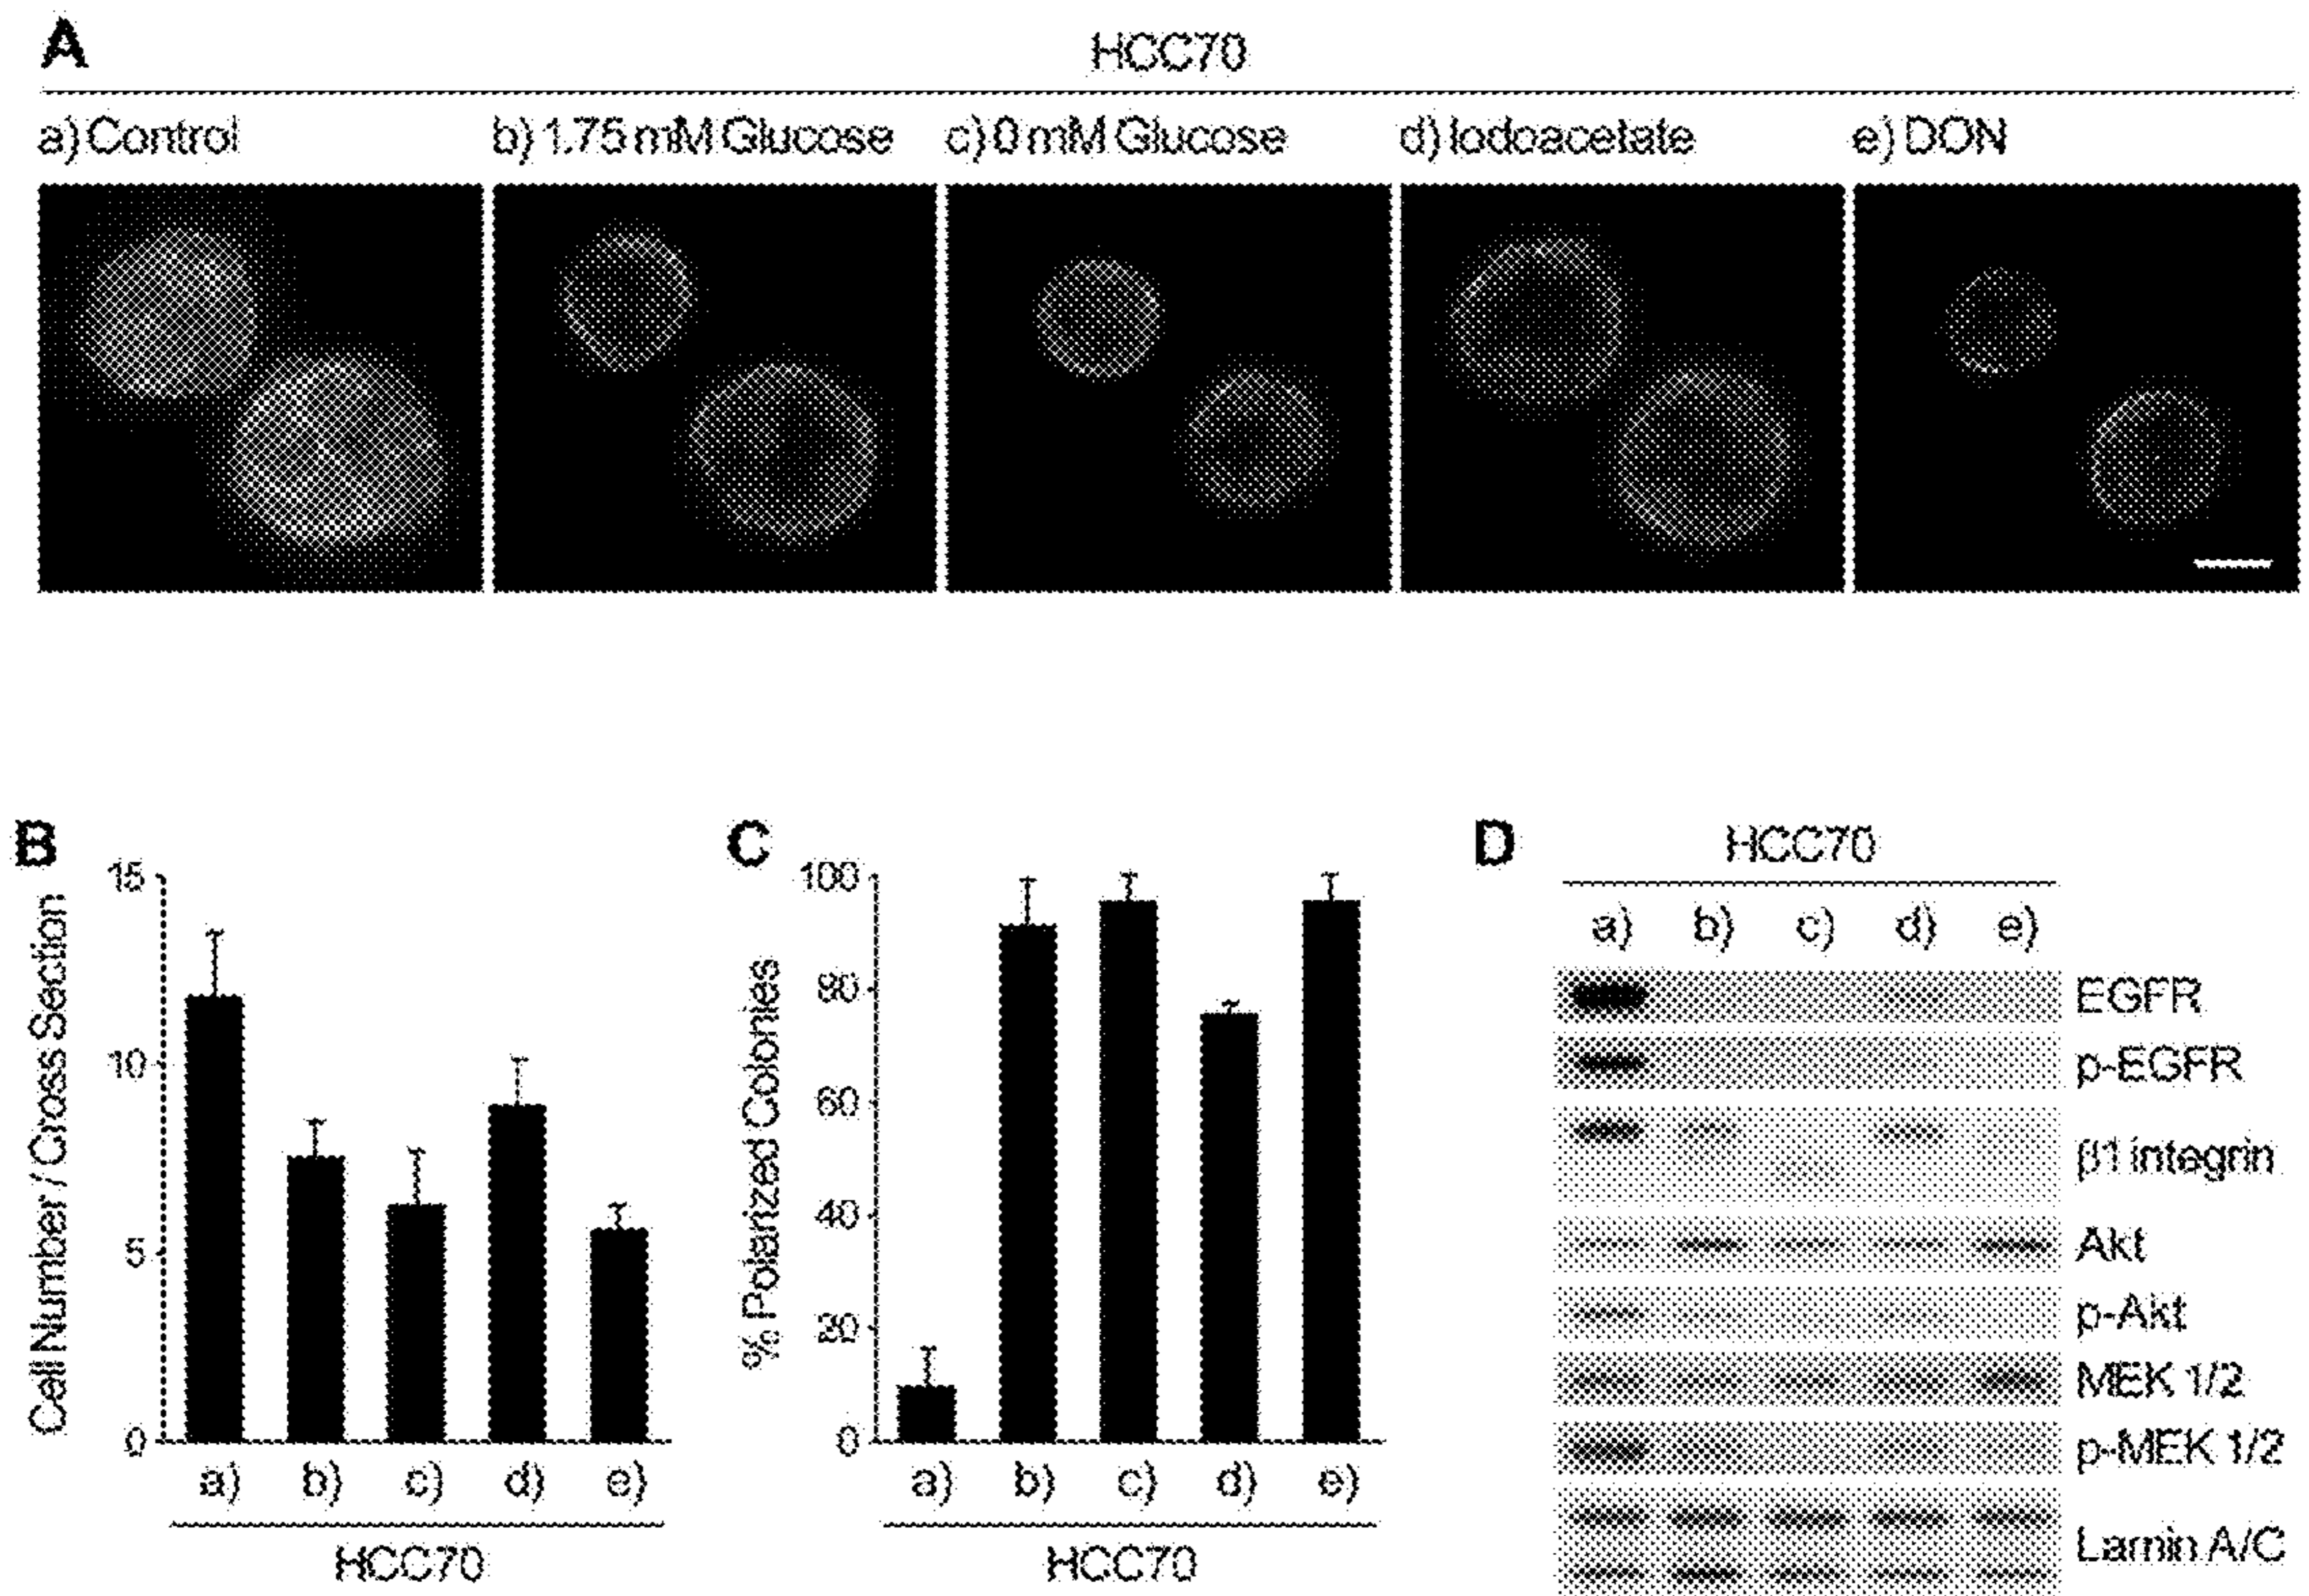 A
HCC70
a) Control
b) 1.75 mM Glucose
c) 0 mM Glucose
d) Iodoacetate
e) DON
B
Cell Number / Cross Section
15
10
5
0
a) b) c) d) e)
HCC70
C
% Polarized Colonies
100
80
60
40
20
0
a) b) c) d) e)
HCC70
D
HCC70
a) b) c) d) e)
EGFR
p-EGFR
β1 integrin
Akt
p-Akt
MEK 1/2
p-MEK 1/2
Lamin A/C